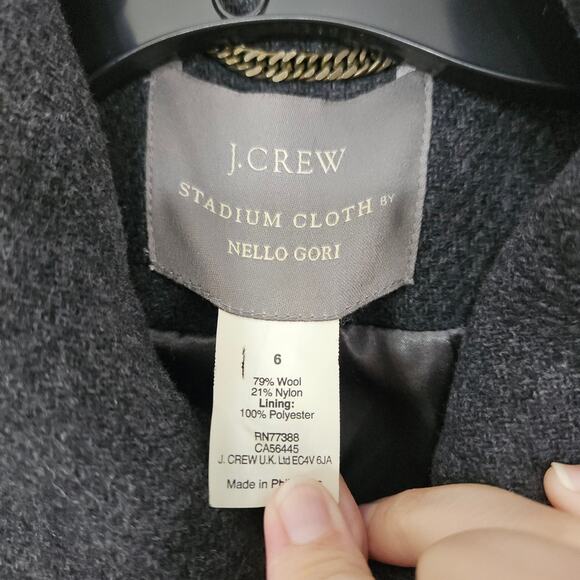 J.CREW
STADIUM CLOTH BY
NELLO GORI
6
79% Wool
21% Nylon
Lining:
100% Polyester
RN77388
CA56445
J. CREW U.K. Ltd EC4V 6JA
Made in